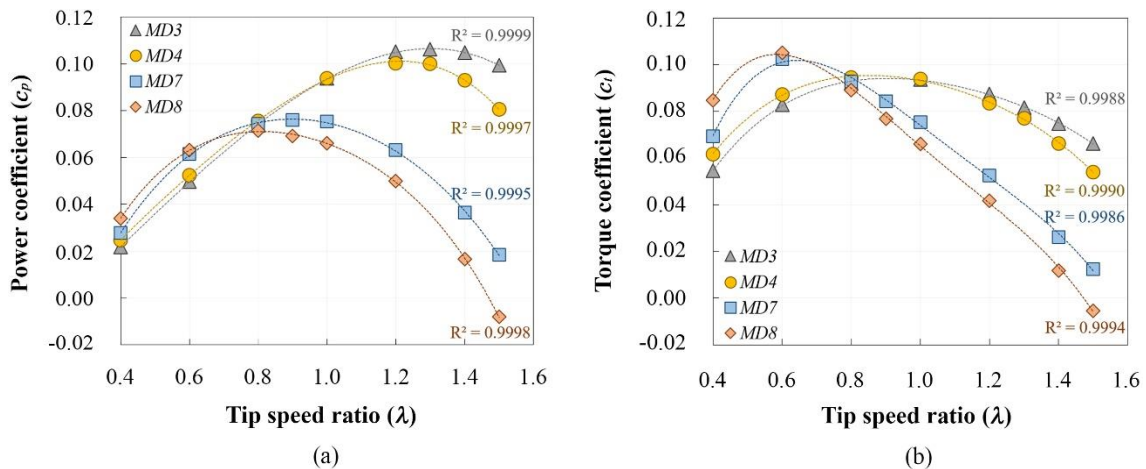 0.12
0.10
0.08
0.06
0.04
0.02
0.00
-0.02
Power coefficient (cₚ)
MD3
MD4
MD7
MD8
R² = 0.9999
R² = 0.9997
R² = 0.9995
R² = 0.9998
0.4 0.6 0.8 1.0 1.2 1.4 1.6
Tip speed ratio (λ)
(a)
0.12
0.10
0.08
0.06
0.04
0.02
0.00
-0.02
Torque coefficient (cₜ)
R² = 0.9988
R² = 0.9990
R² = 0.9986
MD3
MD4
MD7
MD8
R² = 0.9994
0.4 0.6 0.8 1.0 1.2 1.4 1.6
Tip speed ratio (λ)
(b)